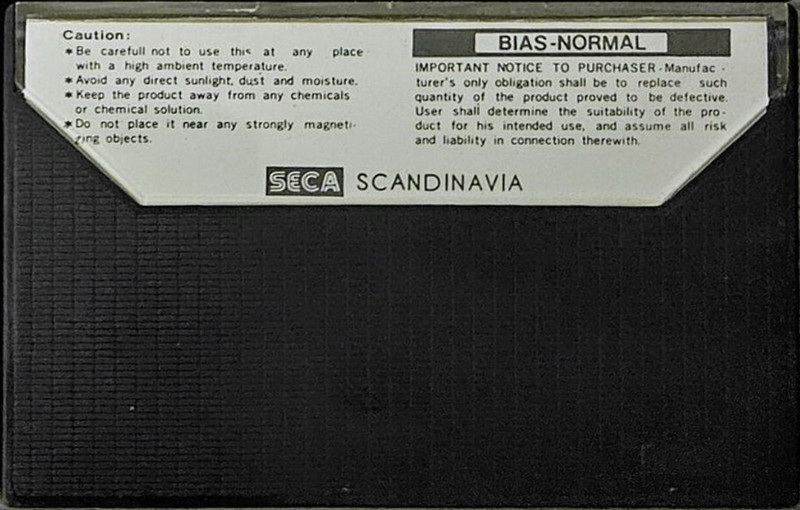 Caution:
* Be carefull not to use this at any place
with a high ambient temperature.
* Avoid any direct sunlight, dust and moisture.
* Keep the product away from any chemicals
or chemical solution.
* Do not place it near any strongly magneti-
zing objects.
BIAS-NORMAL
IMPORTANT NOTICE TO PURCHASER-Manufac-
turer's only obligation shall be to replace such
quantity of the product proved to be defective.
User shall determine the suitability of the pro-
duct for his intended use, and assume all risk
and liability in connection therewith.
SECA SCANDINAVIA